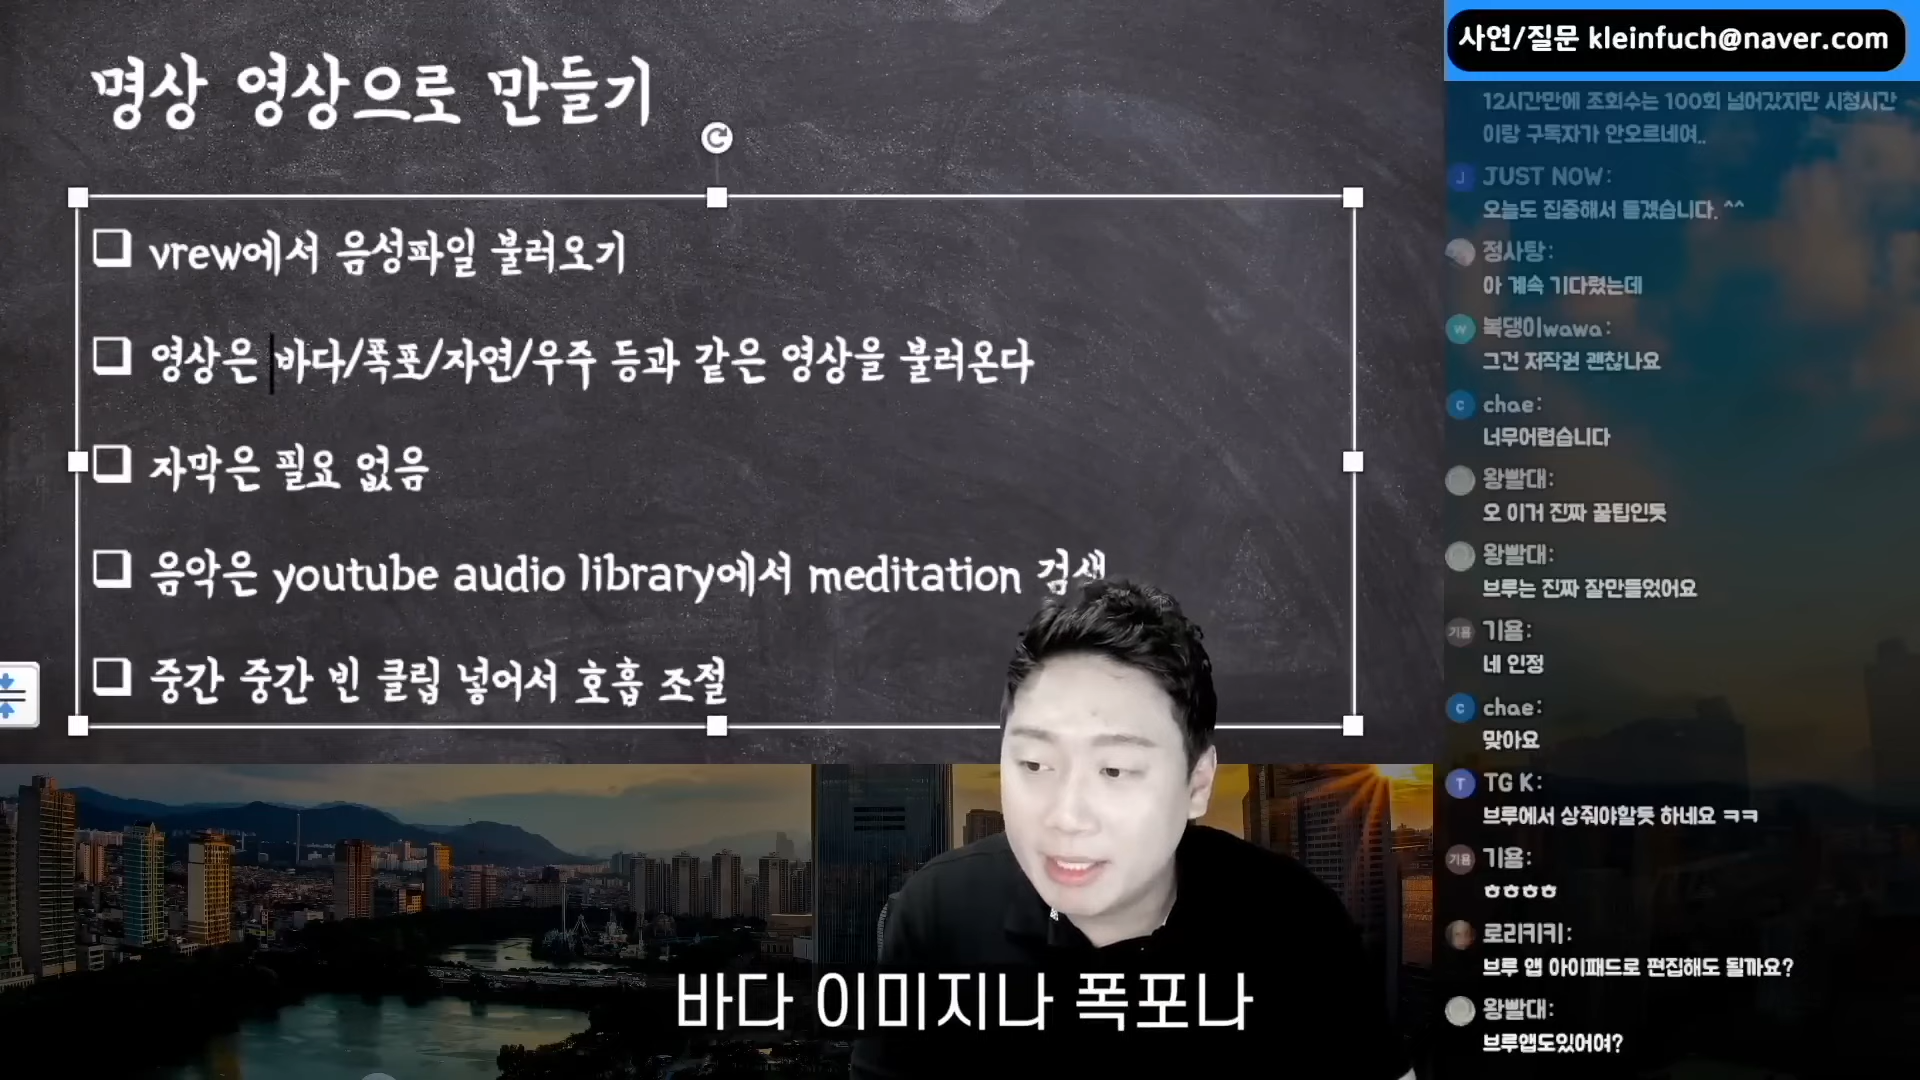 명상 영상으로 만들기
❑ vrew에서 음성파일 불러오기
❑ 영상은 바다/폭포/자연/우주 등과 같은 영상을 불러온다
❑ 자막은 필요 없음
❑ 음악은 youtube audio library에서 meditation 검색
❑ 중간 중간 빈 클립 넣어서 호흡 조절
바다 이미지나 폭포나
사연/질문 kleinfuch@naver.com
12시간만에 조회수는 100회 넘어갔지만 시청시간
이랑 구독자가 안오르네여..
J JUST NOW:
오늘도 집중해서 듣겠습니다. ^^
정사탕:
아 계속 기다렸는데
w 복댕이wawa:
그건 저작권 괜찮나요
c chae:
너무어렵습니다
왕빨대:
오 이거 진짜 꿀팁인듯
왕빨대:
브루는 진짜 잘만들었어요
기욤 기욤:
네 인정
c chae:
맞아요
T TG K:
브루에서 상줘야할듯 하네요 ㅋㅋ
기욤 기욤:
ㅎㅎㅎㅎ
로리키키:
브루 앱 아이패드로 편집해도 될까요?
왕빨대:
브루앱도있어여?